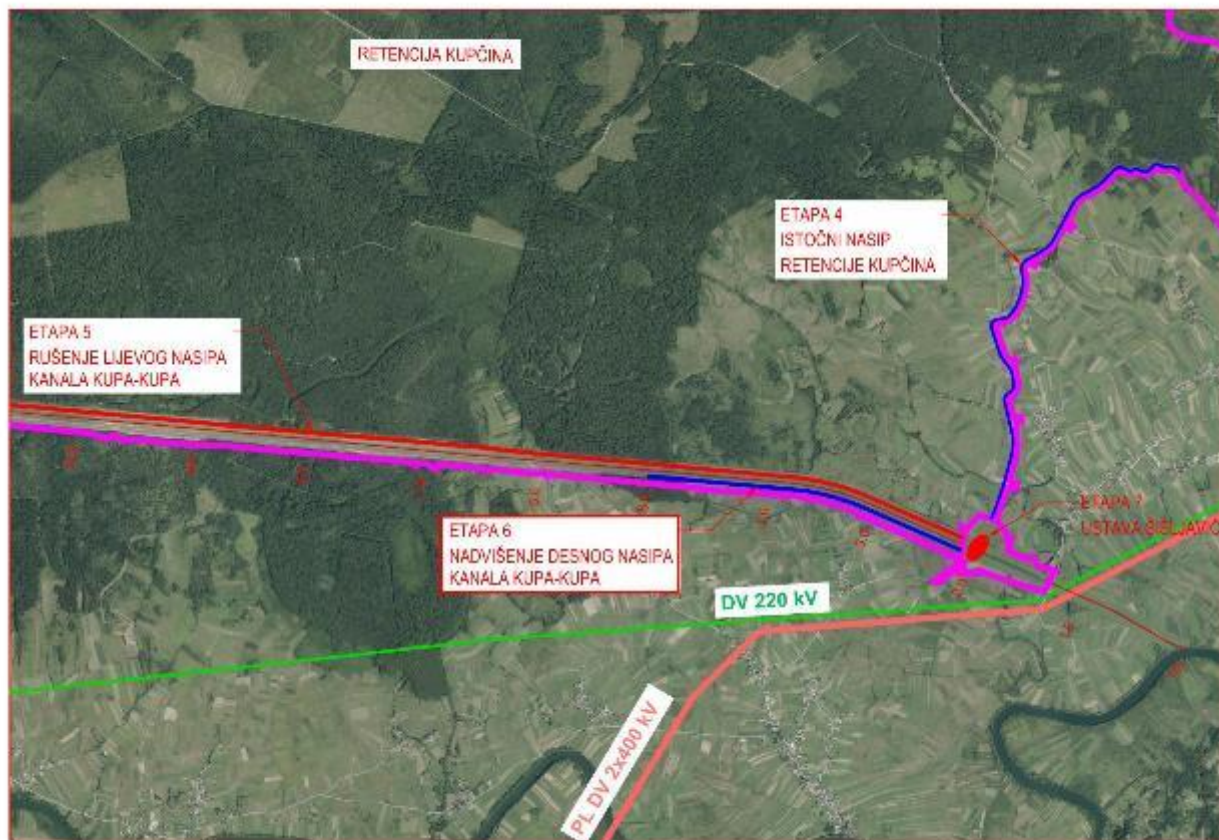 RETENCIJA KUPČINA
ETAPA 4
ISTOČNI NASIP
RETENCIJE KUPČINA
ETAPA 5
RUŠENJE LIJEVOG NASIPA
KANALA KUPA-KUPA
ETAPA 7
USTAVA
ETAPA 6
NADVIŠENJE DESNOG NASIPA
KANALA KUPA-KUPA
DV 220 kV
PL DV 2x400 kV